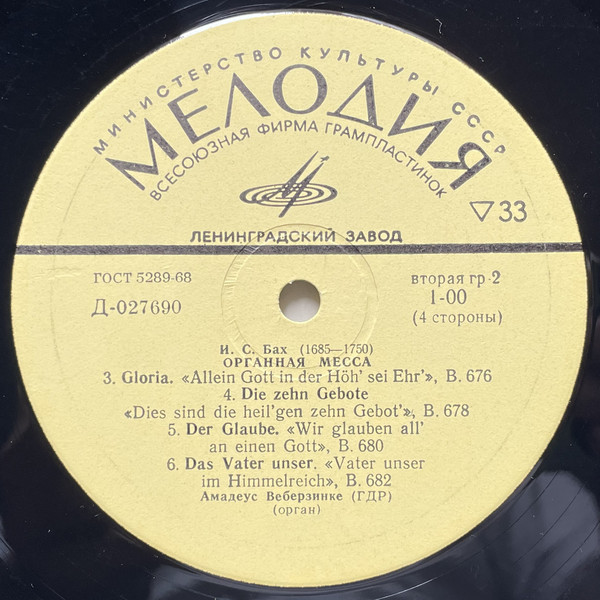 МИНИСТЕРСТВО КУЛЬТУРЫ СССР
МЕЛОДИЯ
ВСЕСОЮЗНАЯ ФИРМА ГРАМПЛАСТИНОК
▽33
ЛЕНИНГРАДСКИЙ ЗАВОД
ГОСТ 5289-68
вторая гр-2
Д-027690
1-00
(4 стороны)
И. С. Бах (1685—1750)
ОРГАННАЯ МЕССА
3. Gloria. «Allein Gott in der Höh' sei Ehr'», B. 676
4. Die zehn Gebote
«Dies sind die heil'gen zehn Gebot'», B. 678
5. Der Glaube. «Wir glauben all'
an einen Gott», B. 680
6. Das Vater unser. «Vater unser
im Himmelreich», B. 682
Амадеус Веберзинке (ГДР)
(орган)